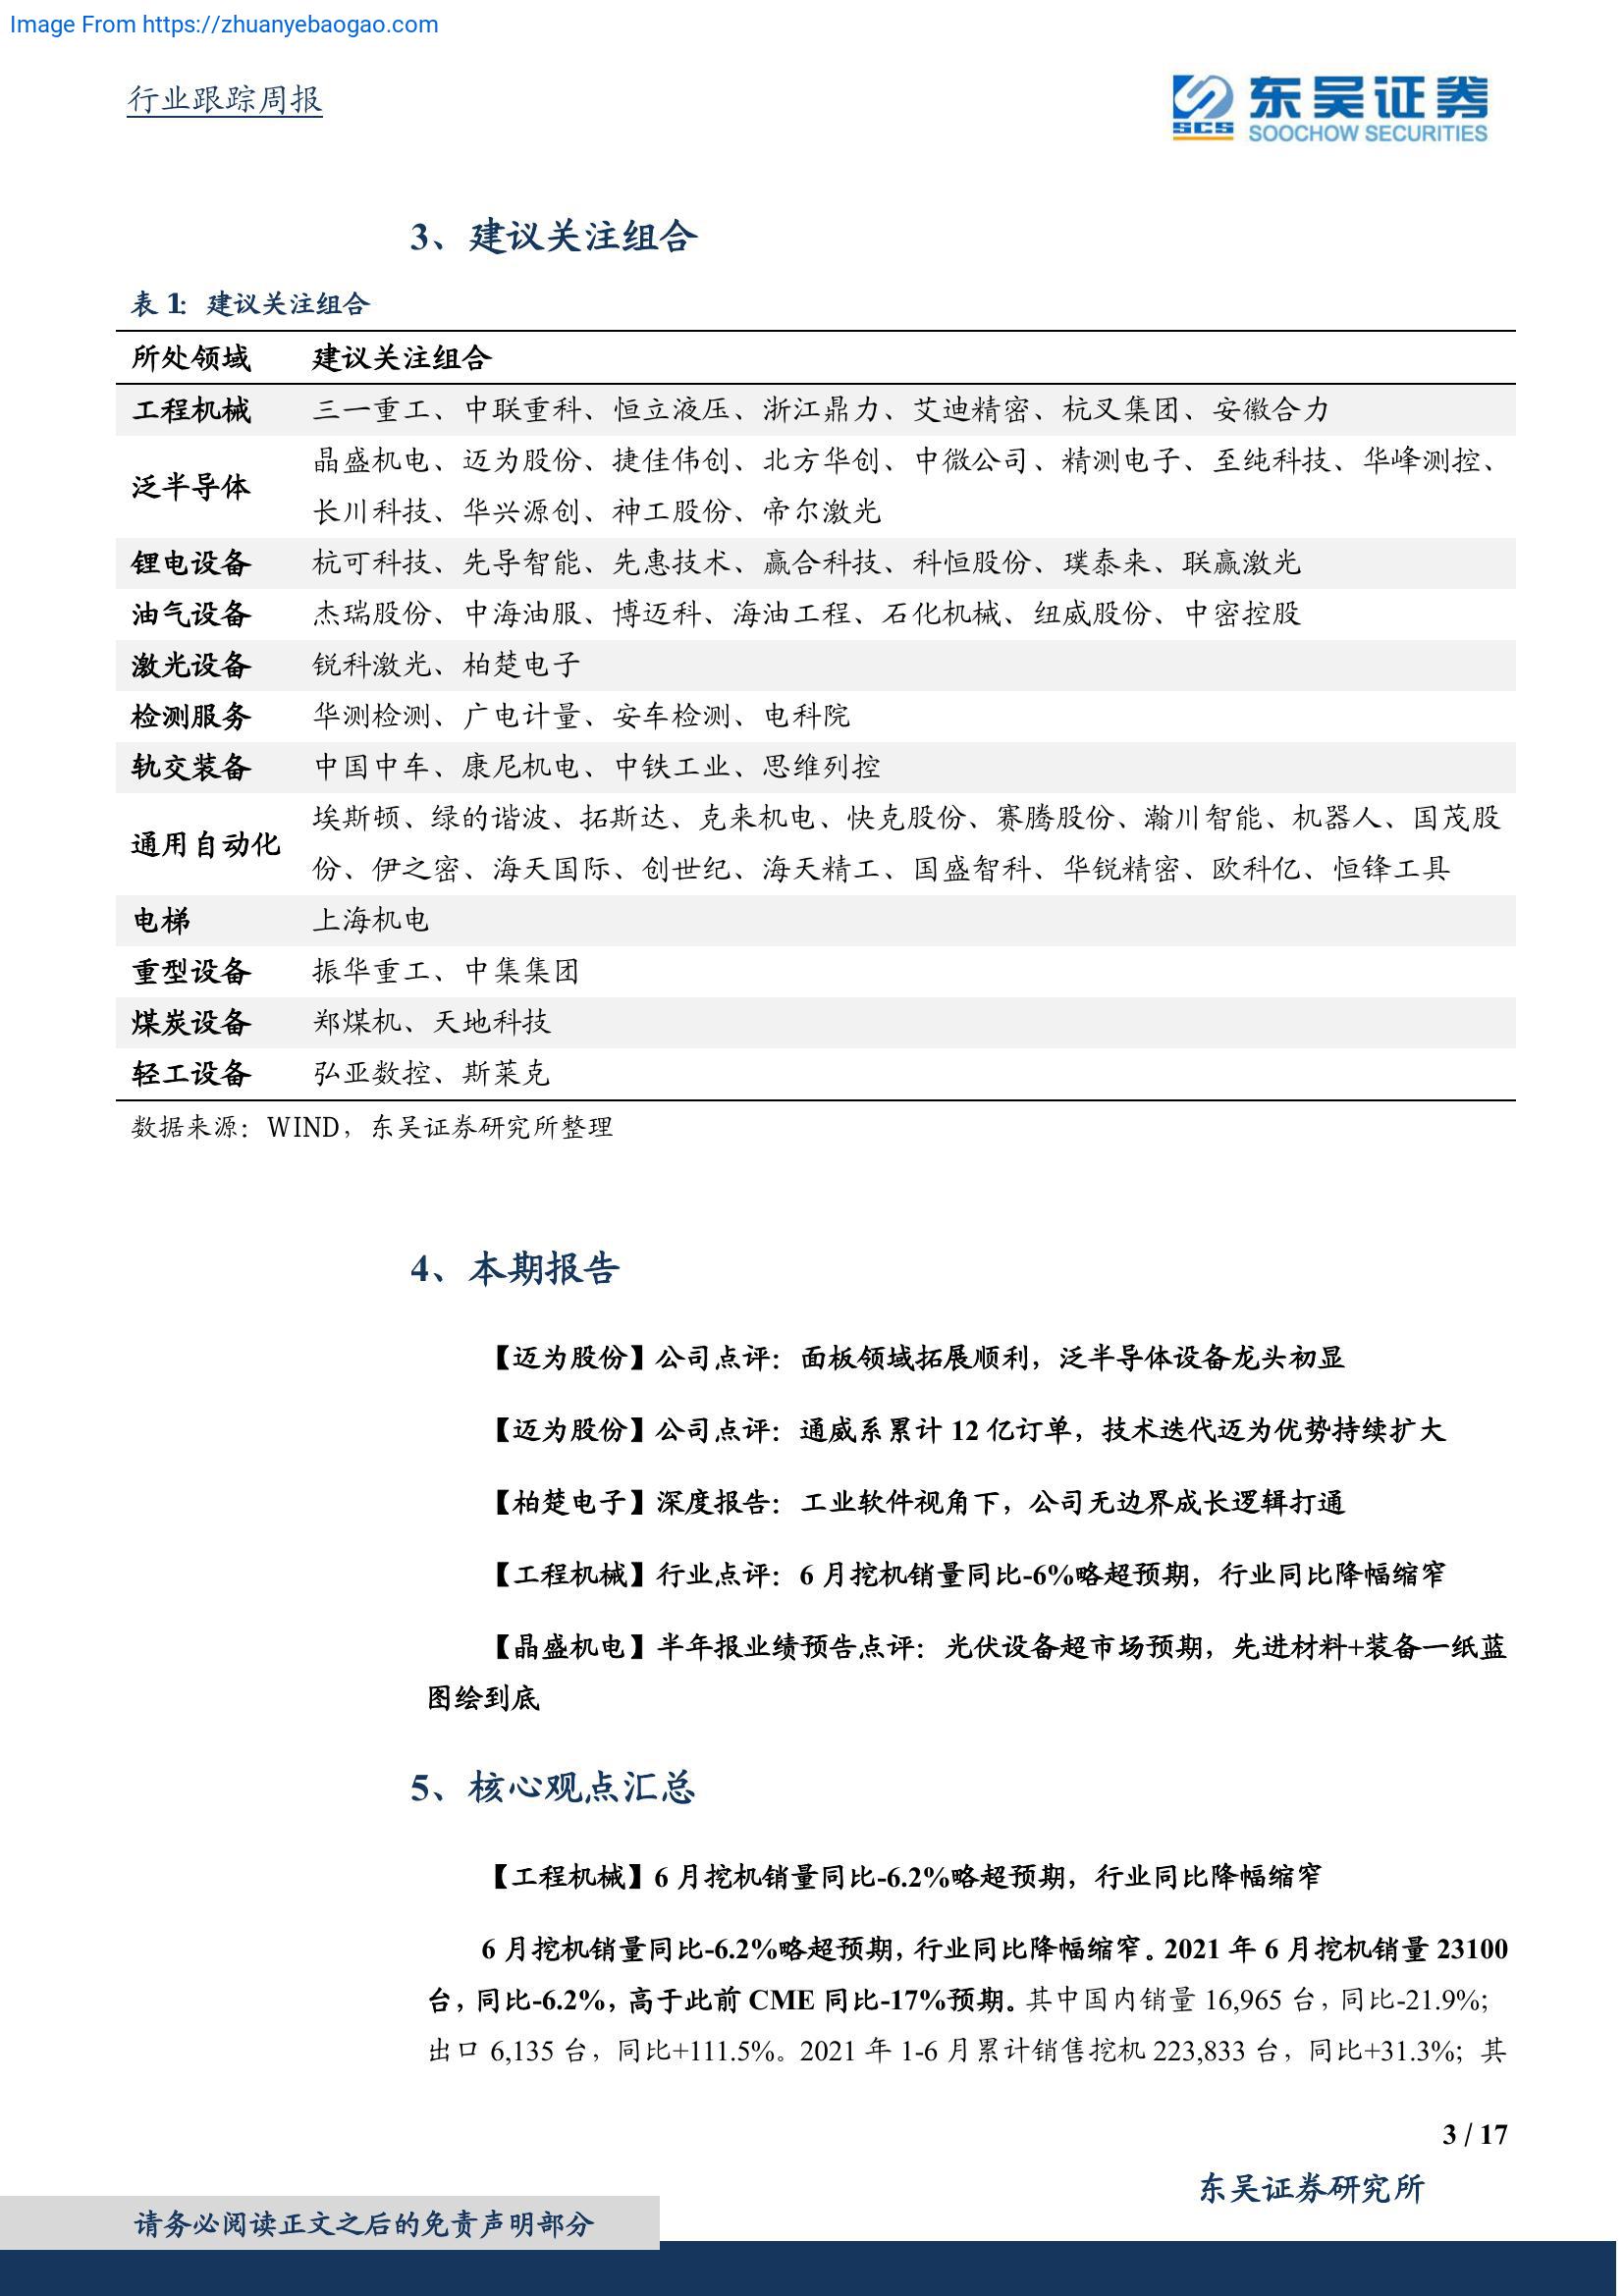 Image From https://zhuanyebaogao.com
行业跟踪周报
东吴证券
SCS
SOOCHOW SECURITIES
3、建议关注组合
表 1：建议关注组合
所处领域 建议关注组合
工程机械 三一重工、中联重科、恒立液压、浙江鼎力、艾迪精密、杭叉集团、安徽合力
泛半导体 晶盛机电、迈为股份、捷佳伟创、北方华创、中微公司、精测电子、至纯科技、华峰测控、
长川科技、华兴源创、神工股份、帝尔激光
锂电设备 杭可科技、先导智能、先惠技术、赢合科技、科恒股份、璞泰来、联赢激光
油气设备 杰瑞股份、中海油服、博迈科、海油工程、石化机械、纽威股份、中密控股
激光设备 锐科激光、柏楚电子
检测服务 华测检测、广电计量、安车检测、电科院
轨交装备 中国中车、康尼机电、中铁工业、思维列控
通用自动化 埃斯顿、绿的谐波、拓斯达、克来机电、快克股份、赛腾股份、瀚川智能、机器人、国茂股
份、伊之密、海天国际、创世纪、海天精工、国盛智科、华锐精密、欧科亿、恒锋工具
电梯 上海机电
重型设备 振华重工、中集集团
煤炭设备 郑煤机、天地科技
轻工设备 弘亚数控、斯莱克
数据来源：WIND，东吴证券研究所整理
4、本期报告
【迈为股份】公司点评：面板领域拓展顺利，泛半导体设备龙头初显
【迈为股份】公司点评：通威系累计 12 亿订单，技术迭代迈为优势持续扩大
【柏楚电子】深度报告：工业软件视角下，公司无边界成长逻辑打通
【工程机械】行业点评：6 月挖机销量同比-6%略超预期，行业同比降幅缩窄
【晶盛机电】半年报业绩预告点评：光伏设备超市场预期，先进材料+装备一纸蓝
图绘到底
5、核心观点汇总
【工程机械】6 月挖机销量同比-6.2%略超预期，行业同比降幅缩窄
6 月挖机销量同比-6.2%略超预期，行业同比降幅缩窄。2021 年 6 月挖机销量 23100
台，同比-6.2%，高于此前 CME 同比-17%预期。其中国内销量 16,965 台，同比-21.9%；
出口 6,135 台，同比+111.5%。2021 年 1-6 月累计销售挖机 223,833 台，同比+31.3%；其
3 / 17
东吴证券研究所
请务必阅读正文之后的免责声明部分